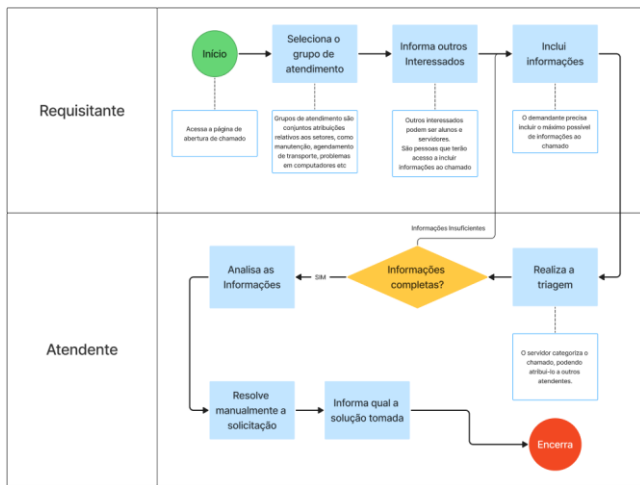 Requisitante
Início
Seleciona o
grupo de
atendimento
Informa outros
Interessados
Inclui
informações
Acessa a página de
abertura de chamado
Grupos de atendimento são
conjuntos atribuições
relativos aos setores, como
manutenção, agendamento
de transporte, problemas
em computadores etc
Outros interessados
podem ser alunos e
servidores.
São pessoas que terão
acesso a incluir
informações ao chamado
O demandante precisa
incluir o máximo possível
de informações ao
chamado
Informações Insuficientes
Atendente
Analisa as
Informações
SIM
Informações
completas?
Realiza a
triagem
O servidor categoriza o
chamado, podendo
atribuí-lo a outros
atendentes.
Resolve
manualmente a
solicitação
Informa qual a
solução tomada
Encerra